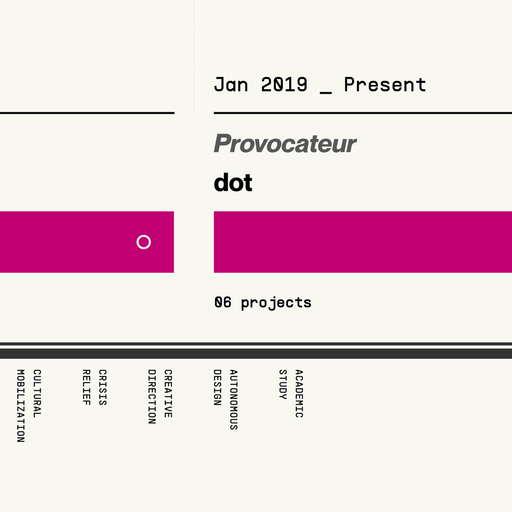 Jan 2019 _ Present
Provocateur
dot
06 projects
CULTURAL
MOBILIZATION
CRISIS
RELIEF
CREATIVE
DIRECTION
AUTONOMOUS
DESIGN
ACADEMIC
STUDY